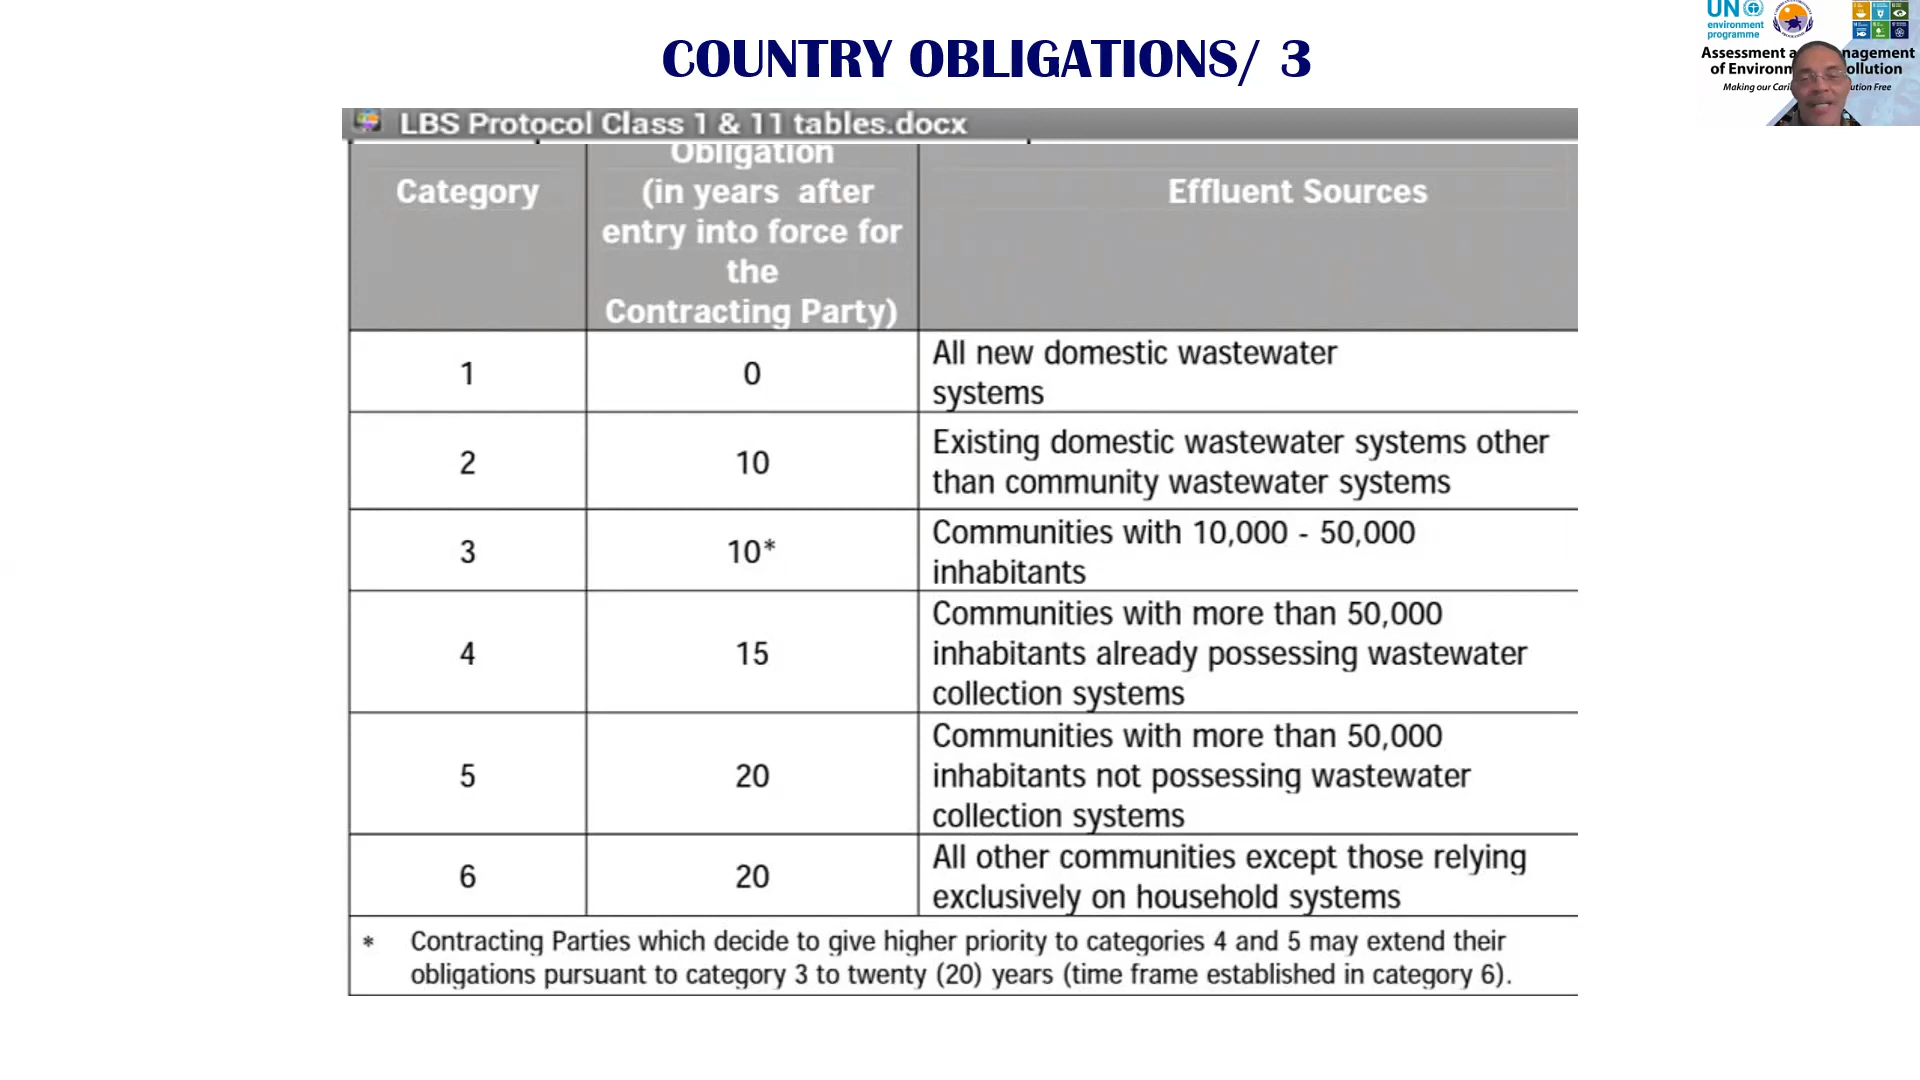 COUNTRY OBLIGATIONS/ 3
UN
environment
programme
Assessment a nagement
of Environm ollution
Making our Cari ution Free
LBS Protocol Class 1 & 11 tables.docx
Category
Obligation
(in years after
entry into force for
the
Contracting Party)
Effluent Sources
1
0
All new domestic wastewater
systems
2
10
Existing domestic wastewater systems other
than community wastewater systems
3
10*
Communities with 10,000 - 50,000
inhabitants
4
15
Communities with more than 50,000
inhabitants already possessing wastewater
collection systems
5
20
Communities with more than 50,000
inhabitants not possessing wastewater
collection systems
6
20
All other communities except those relying
exclusively on household systems
* Contracting Parties which decide to give higher priority to categories 4 and 5 may extend their
obligations pursuant to category 3 to twenty (20) years (time frame established in category 6).